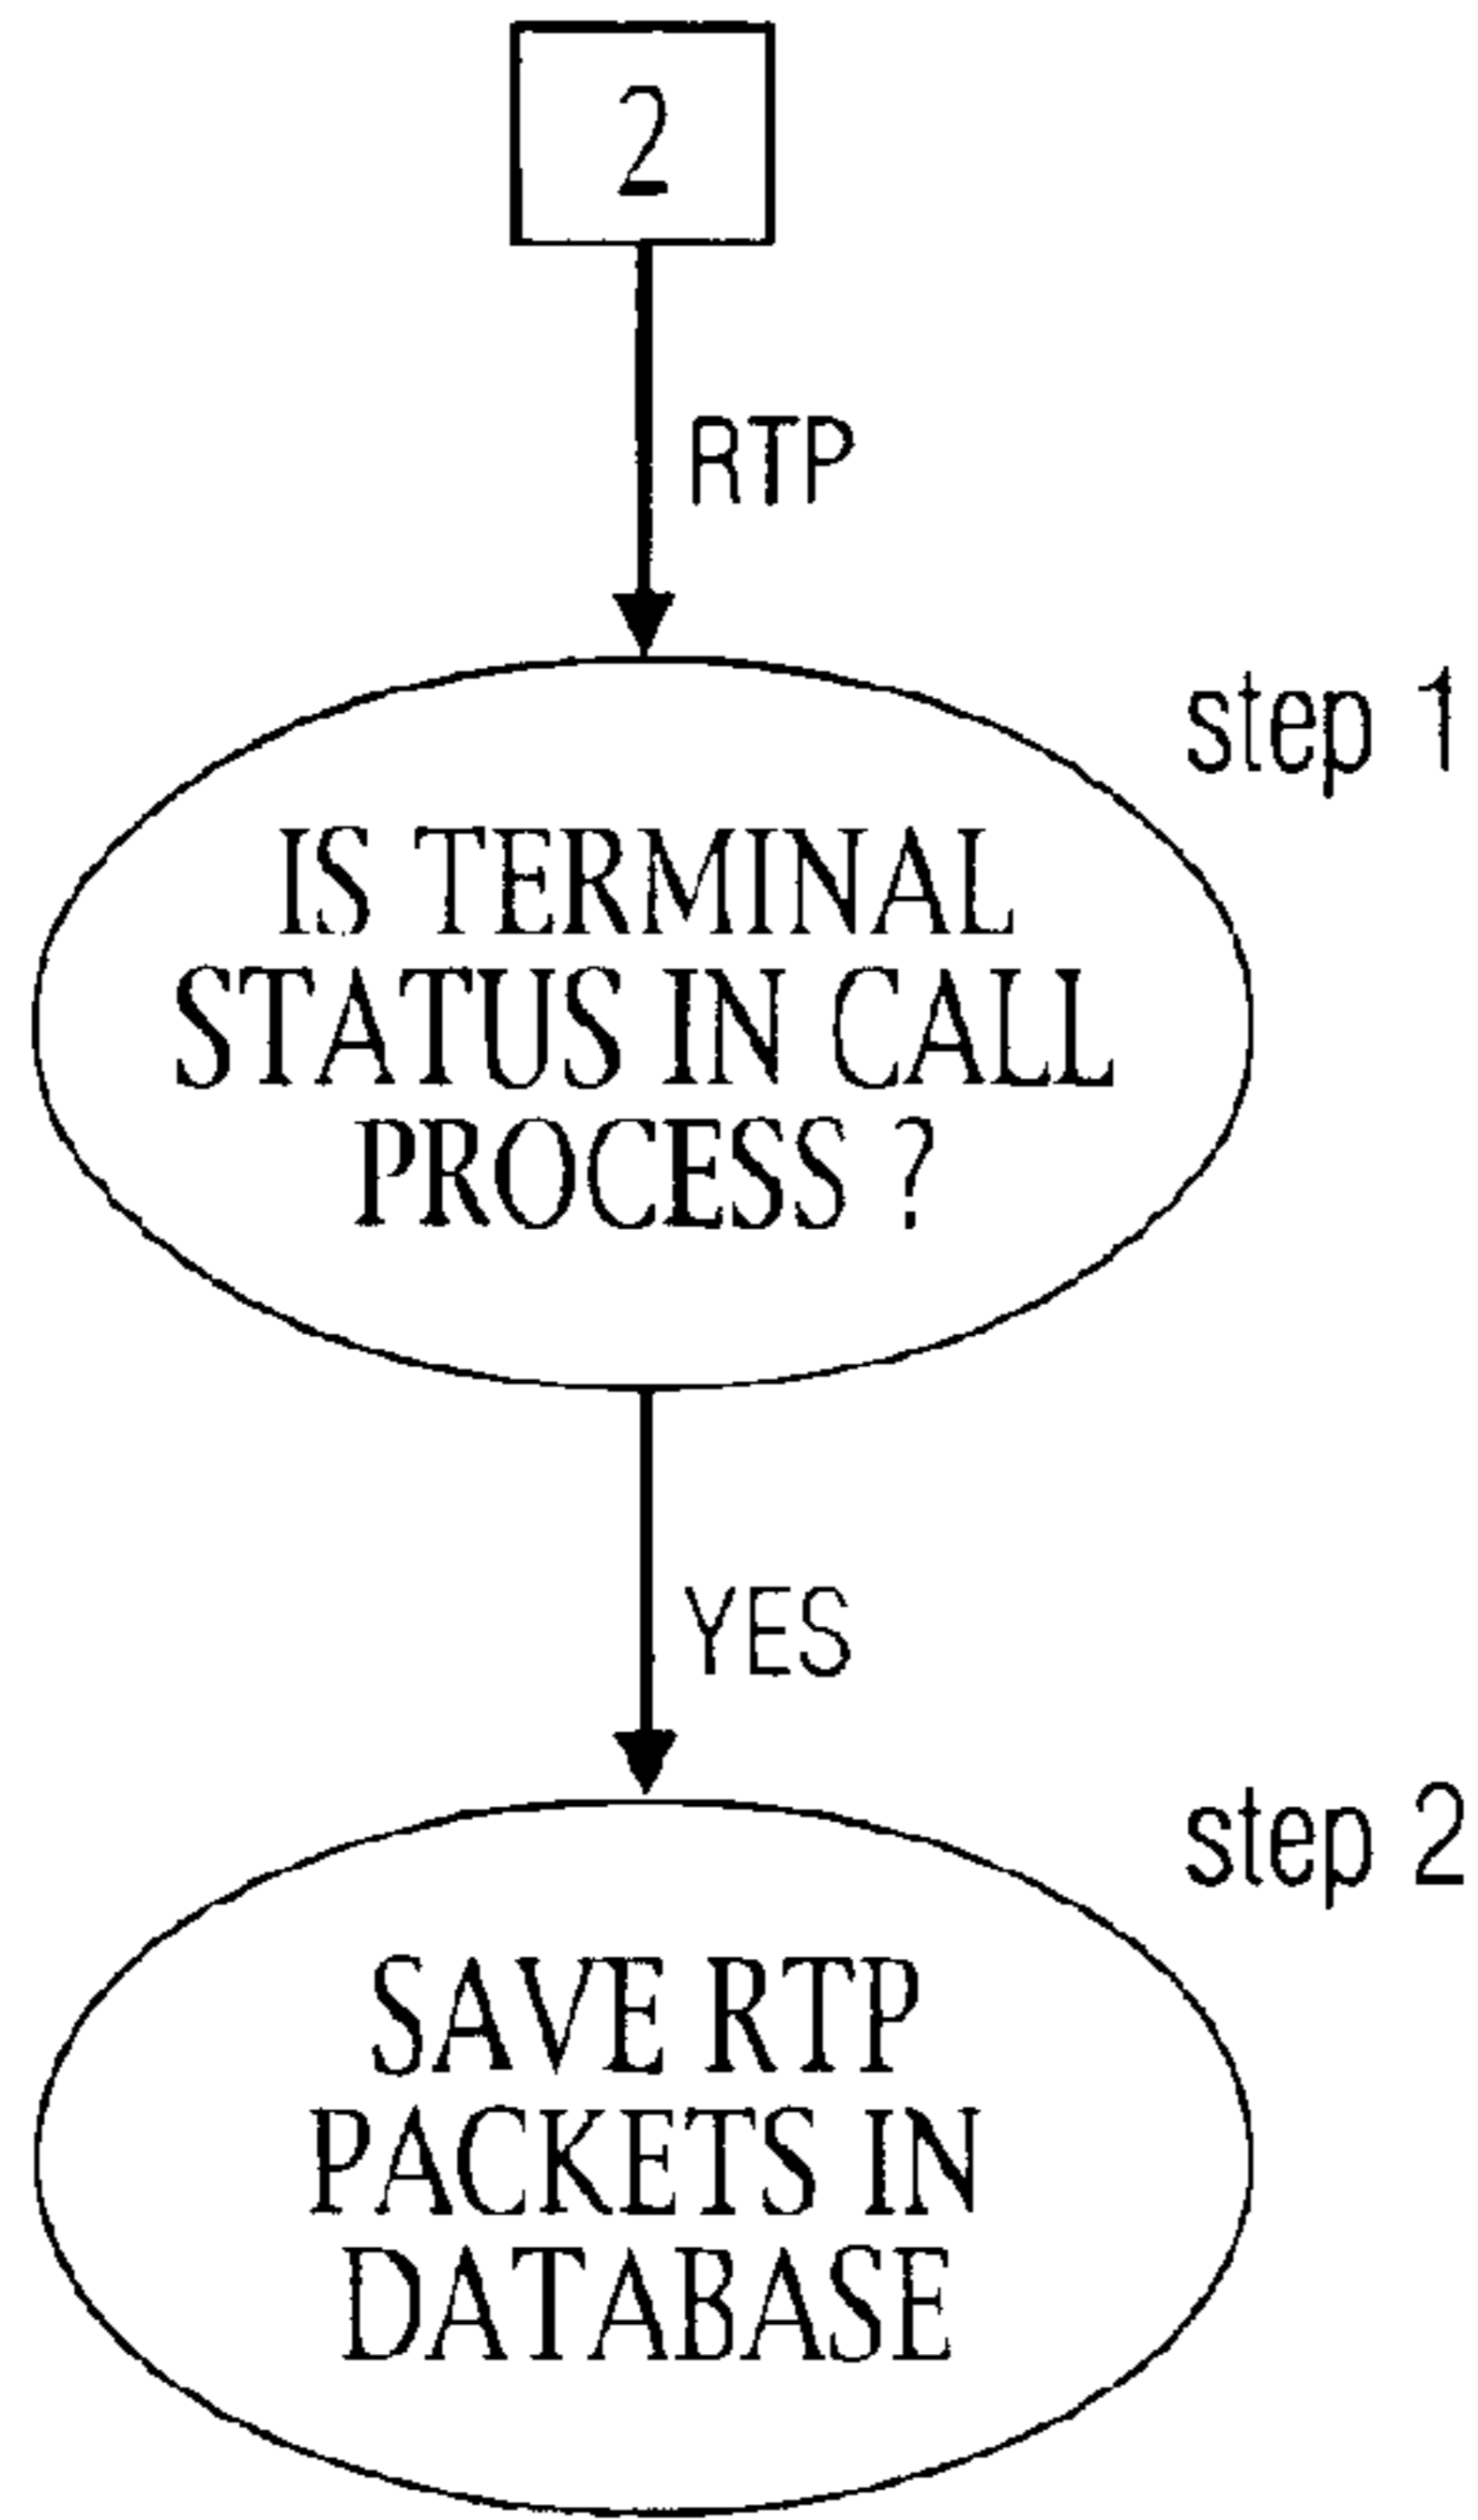 2
RTP
step 1
IS TERMINAL
STATUS IN CALL
PROCESS ?
YES
step 2
SAVE RTP
PACKETS IN
DATABASE